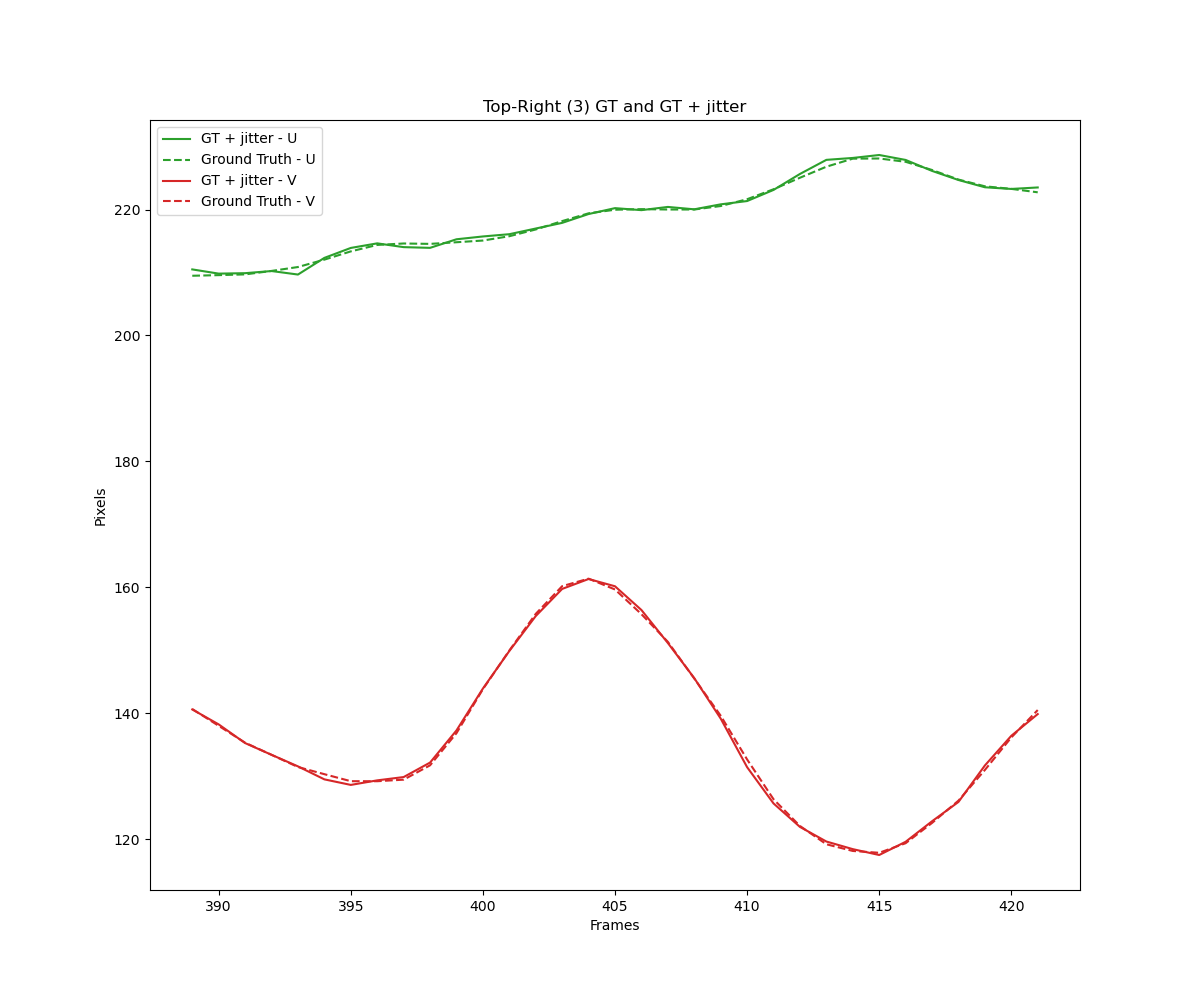 Top-Right (3) GT and GT + jitter
GT + jitter - U
Ground Truth - U
GT + jitter - V
Ground Truth - V
220
200
180
160
140
120
Pixels
390 395 400 405 410 415 420
Frames